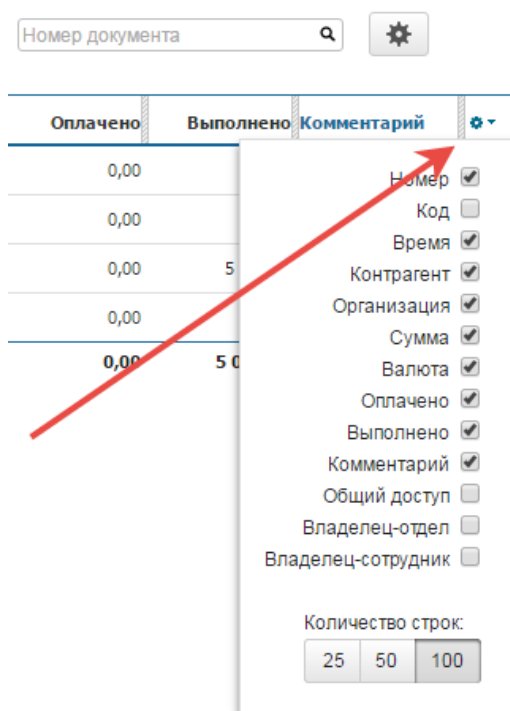 Номер документа
Оплачено Выполнено Комментарий
0,00
0,00
0,00 5
0,00
0,00 5 0
Номер
Код
Время
Контрагент
Организация
Сумма
Валюта
Оплачено
Выполнено
Комментарий
Общий доступ
Владелец-отдел
Владелец-сотрудник
Количество строк:
25 50 100